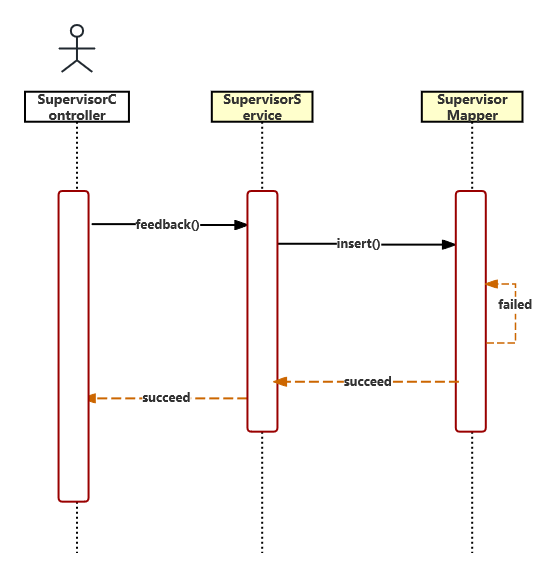 SupervisorC
ontroller
SupervisorS
ervice
Supervisor
Mapper
feedback()
insert()
failed
succeed
succeed